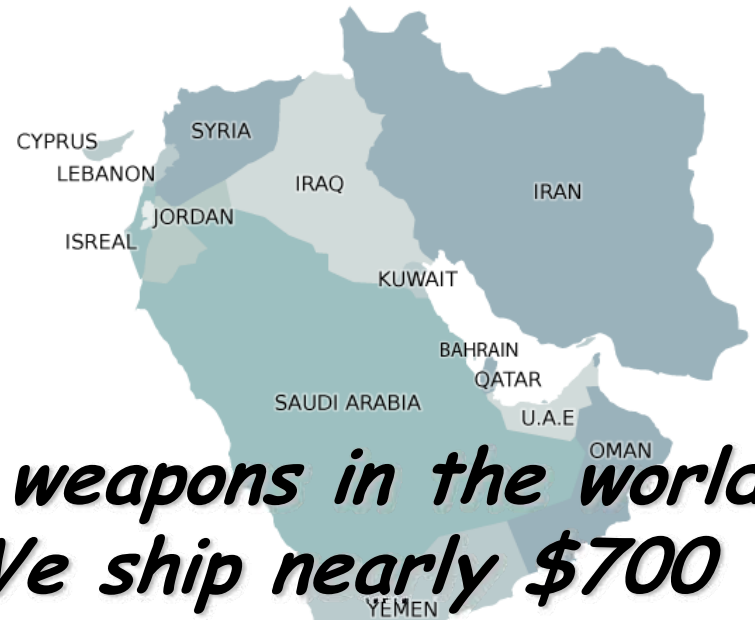 SYRIA
CYPRUS
LEBANON
IRAQ
IRAN
JORDAN
ISREAL
KUWAIT
BAHRAIN
QATAR
SAUDI ARABIA
U.A.E
OMAN
weapons in the world
We ship nearly $700
YEMEN